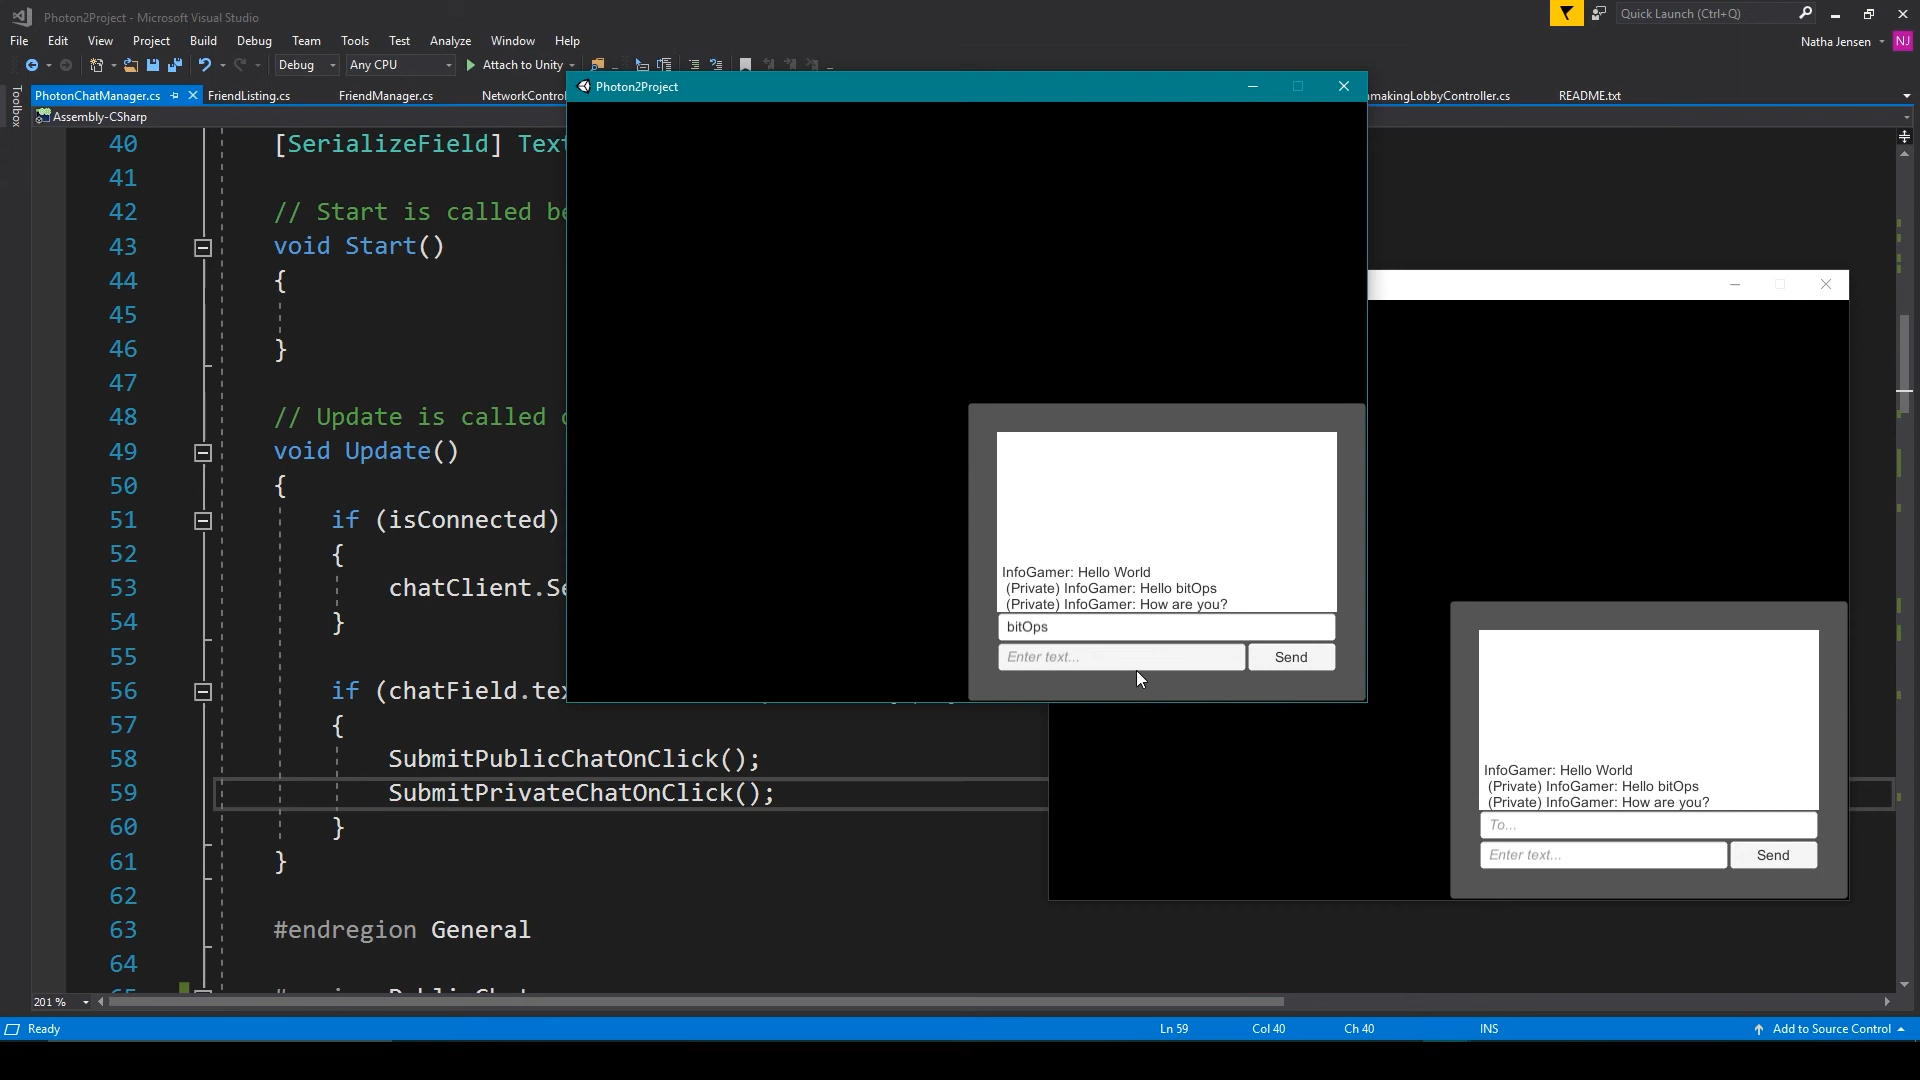 Photon2Project - Microsoft Visual Studio
Quick Launch (Ctrl+Q)
File Edit View Project Build Debug Team Tools Test Analyze Window Help
Natha Jensen NJ
Debug Any CPU Attach to Unity
Toolbox
PhotonChatManager.cs FriendListing.cs FriendManager.cs NetworkContro
Photon2Project
makingLobbyController.cs README.txt
Assembly-CSharp
40 [SerializeField] Text
41
42 // Start is called be
43 void Start()
44 {
45
46 }
47
48 // Update is called
49 void Update()
50 {
51 if (isConnected)
52 {
53 chatClient.Se
54 }
55
56 if (chatField.te
57 {
58 SubmitPublicChatOnClick();
59 SubmitPrivateChatOnClick();
60 }
61 }
62
63 #endregion General
64
InfoGamer: Hello World
(Private) InfoGamer: Hello bitOps
(Private) InfoGamer: How are you?
bitOps
Enter text... Send
InfoGamer: Hello World
(Private) InfoGamer: Hello bitOps
(Private) InfoGamer: How are you?
To...
Enter text... Send
201 %
Ready Ln 59 Col 40 Ch 40 INS Add to Source Control